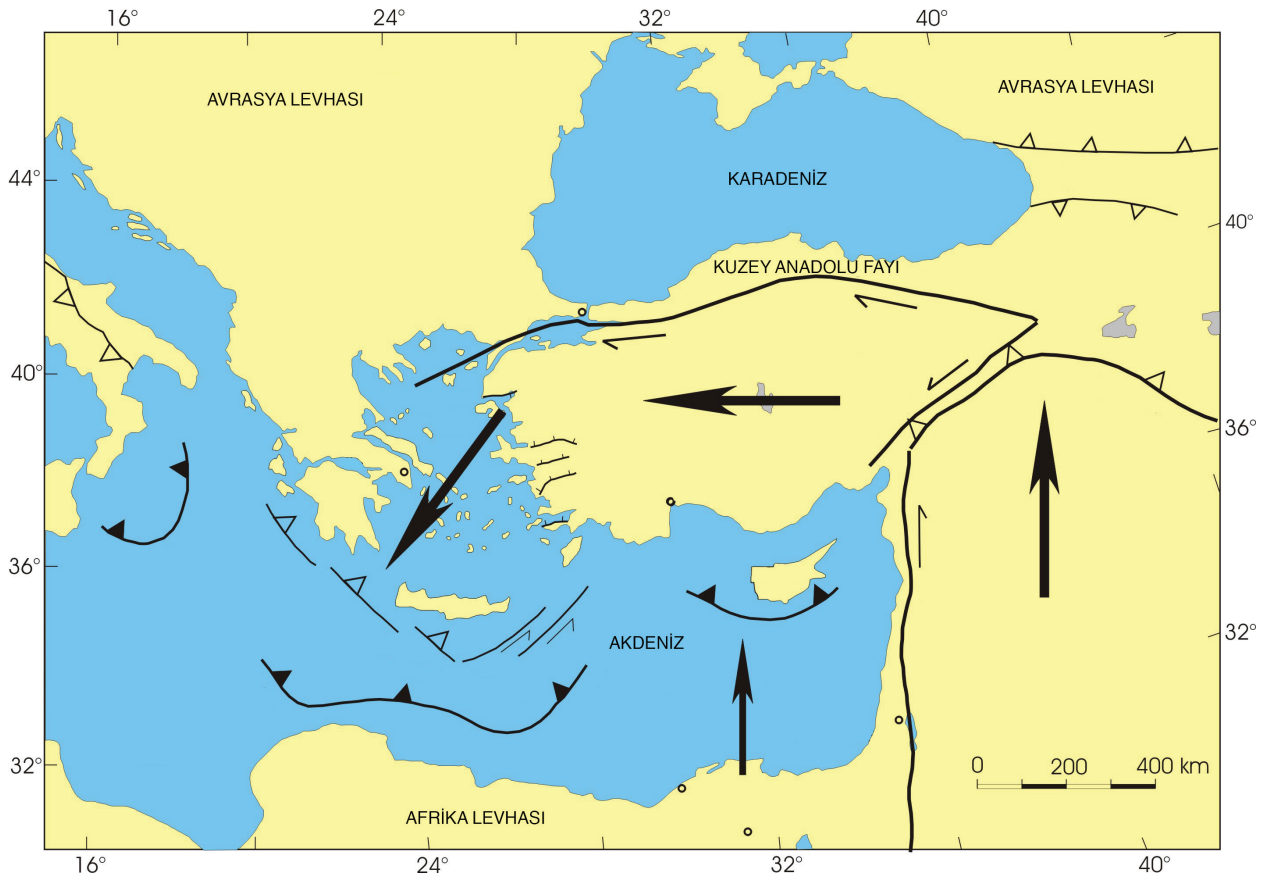 16° 24° 32° 40°
AVRASYA LEVHASI
AVRASYA LEVHASI
44°
KARADENİZ
40°
KUZEY ANADOLU FAYI
40°
36°
36°
AKDENİZ
32°
32°
0 200 400 km
AFRİKA LEVHASI
16° 24° 32° 40°